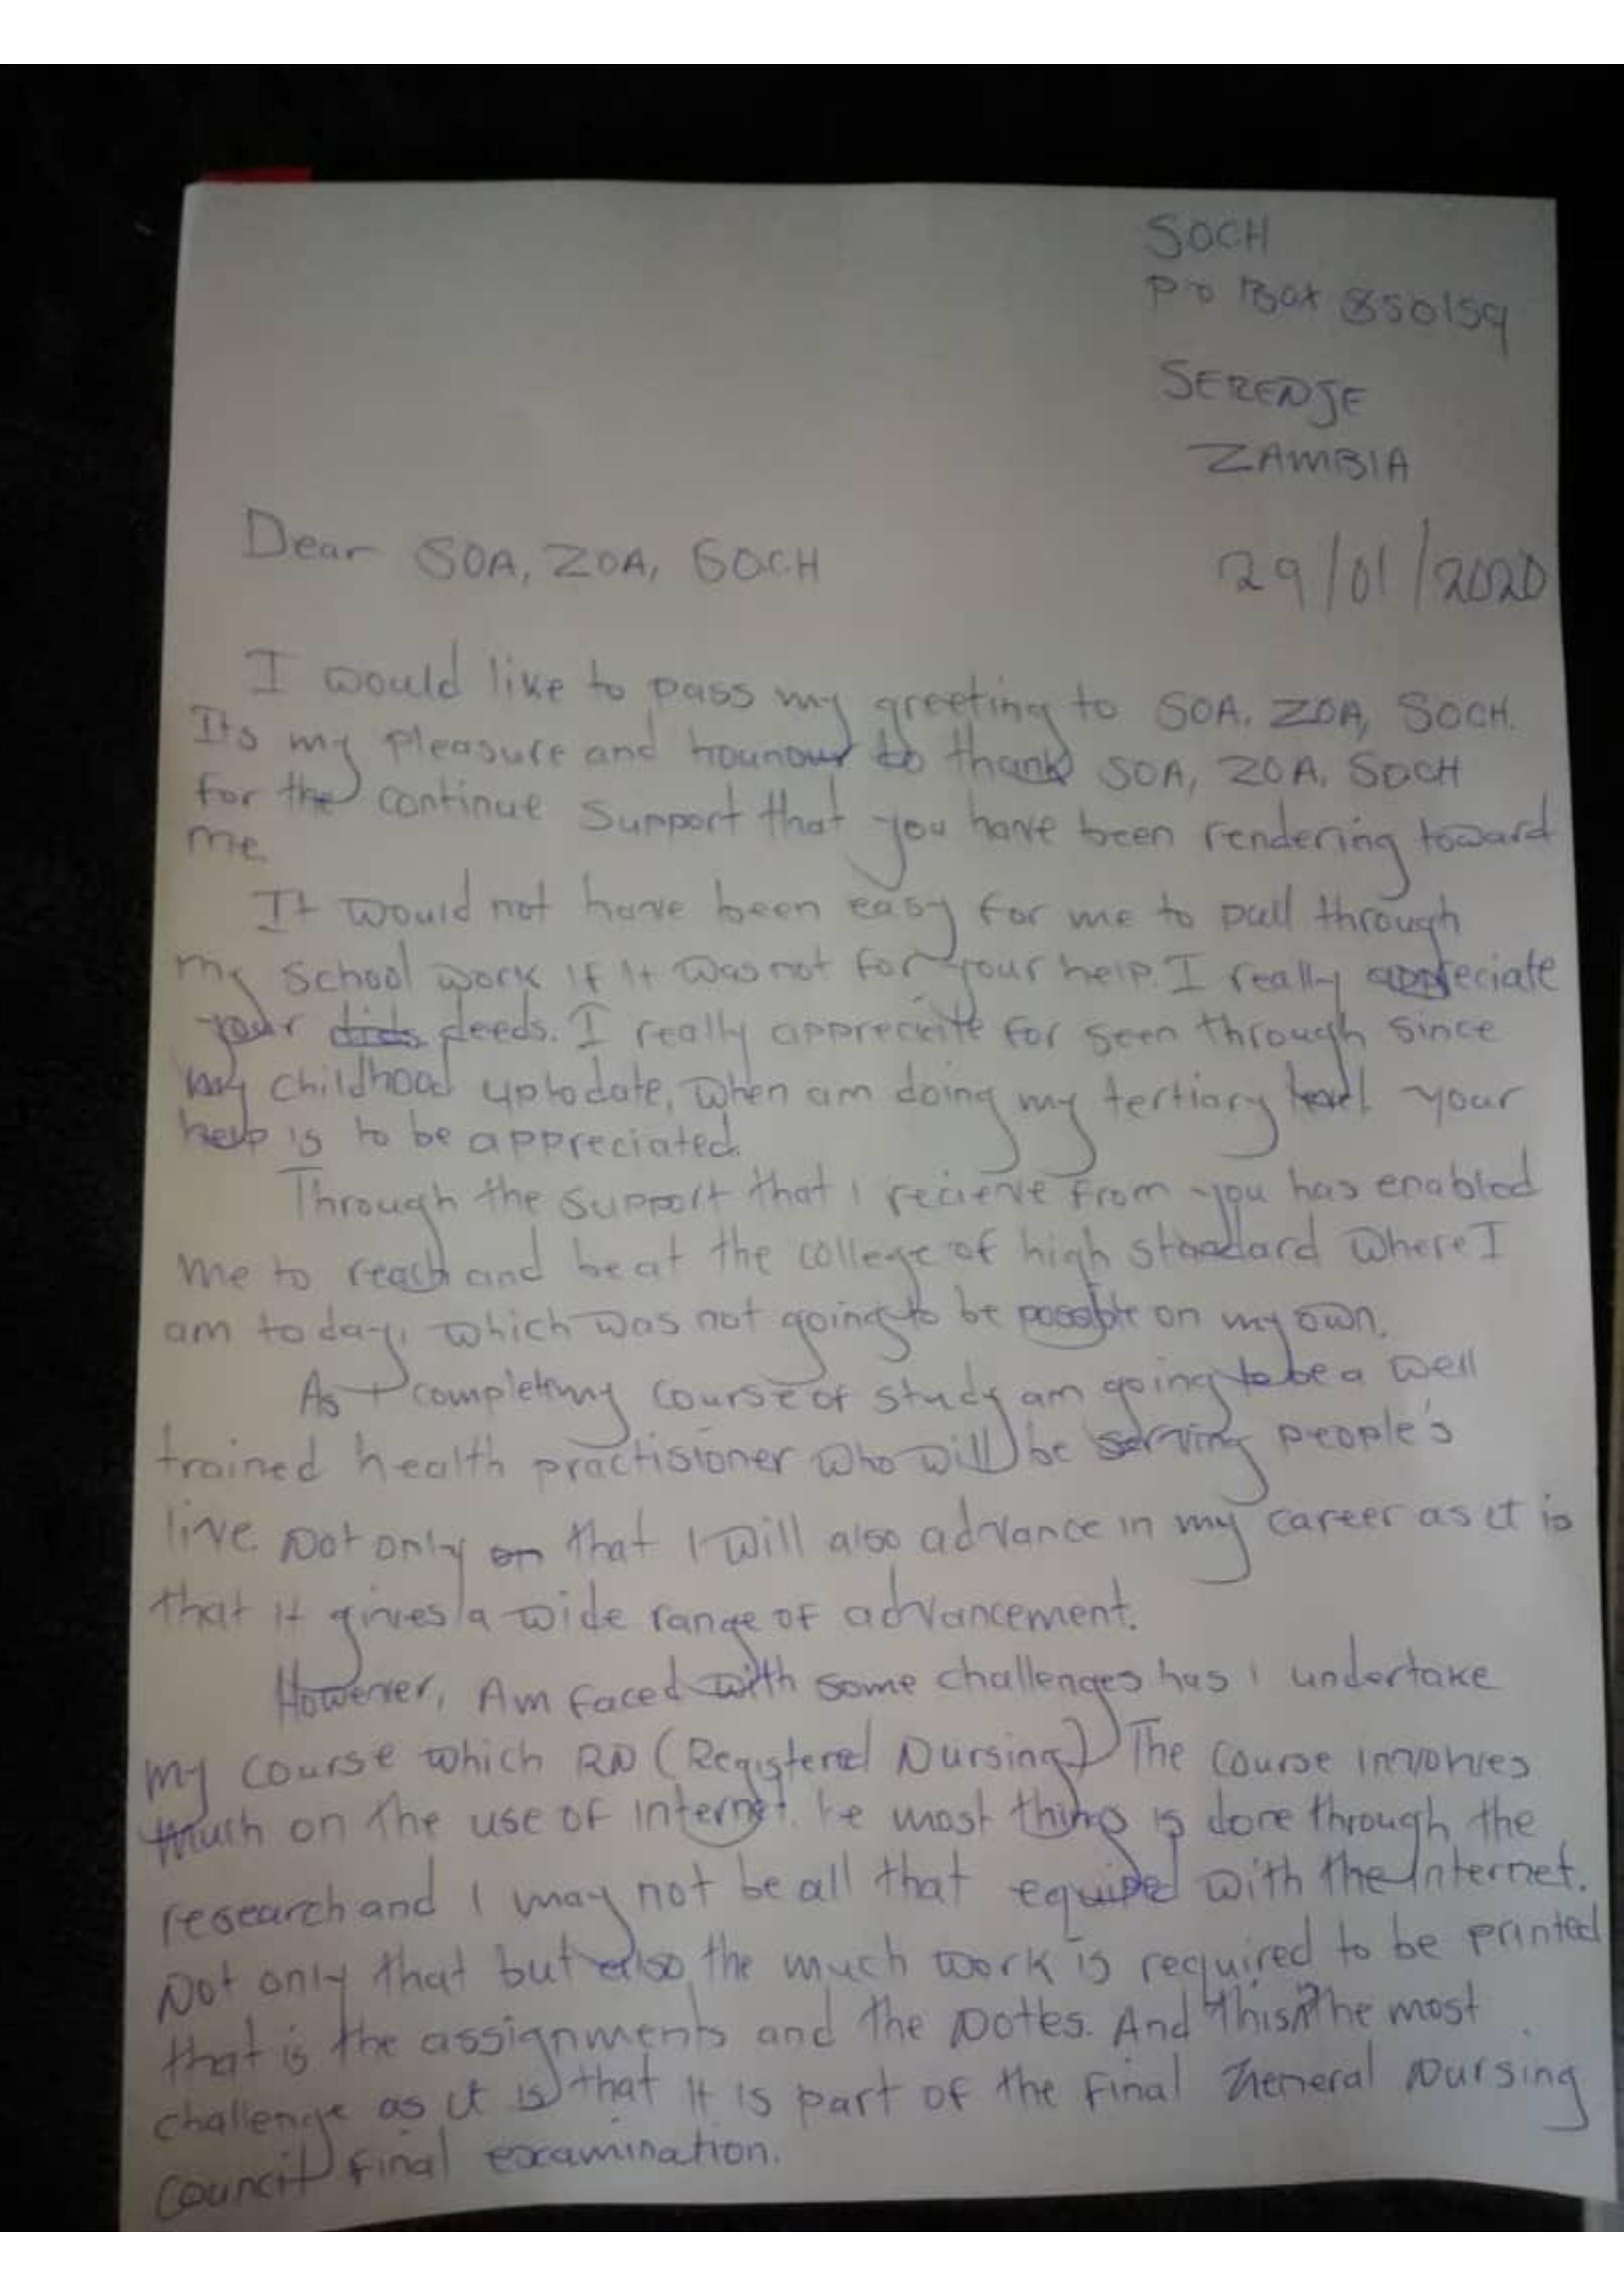 SOCH
P.o Box 850159
SERENJE
ZAMBIA
Dear SOA, ZOA, SOCH
29/01/2020
I would like to pass my greeting to SOA, ZOA, SOCH.
Its my pleasure and hounour to thank SOA, ZOA, SOCH
for the continue support that you have been rendering toward
me.
It would not have been easy for me to pull through
my school work if it was not for your help. I really appreciate
your dids deeds. I really appreciate for seen through since
my childhood uptodate, when am doing my tertiary level your
help is to be appreciated.
Through the support that i recieve from you has enabled
me to reach and be at the college of high standard where I
am today, which was not going to be possible on my own.
As I complete my course of study am going to be a well
trained health practisioner who will be serving people's
live Not only on that I will also advance in my career as it is
that it gives a wide range of advancement.
However, Am faced with some challenges has i undertake
my course which RN (Registered Nursing) The course involves
much on the use of internet. Ie most things is done through the
research and I may not be all that equiped with the internet.
Not only that but also the much work is required to be printed
that is the assignments and the Notes. And this is the most
challenge as it is that it is part of the final General Nursing
Council final examination.